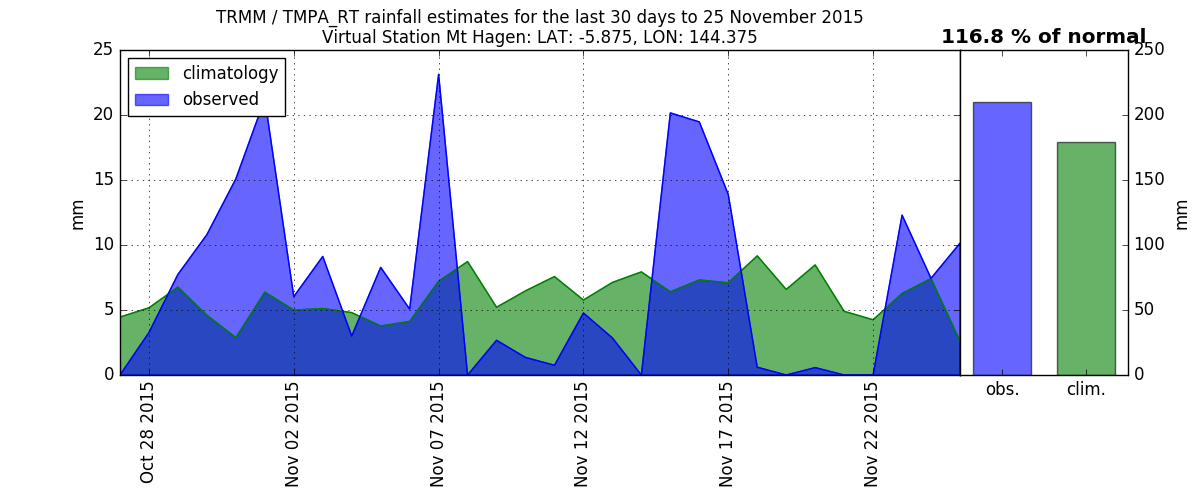 TRMM / TMPA_RT rainfall estimates for the last 30 days to 25 November 2015
Virtual Station Mt Hagen: LAT: -5.875, LON: 144.375
116.8 % of normal
25
20
15
10
5
0
mm
climatology
observed
Oct 28 2015
Nov 02 2015
Nov 07 2015
Nov 12 2015
Nov 17 2015
Nov 22 2015
250
200
150
100
50
0
mm
obs.
clim.